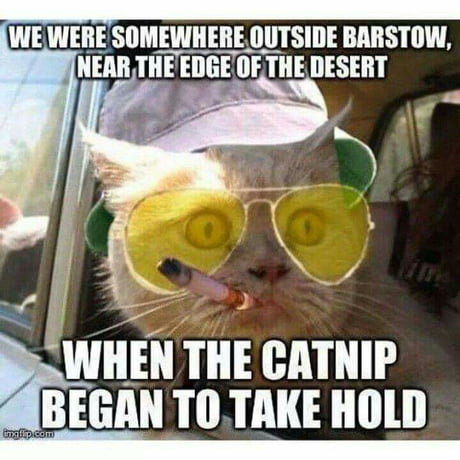 WE WERE SOMEWHERE OUTSIDE BARSTOW,
NEAR THE EDGE OF THE DESERT
WHEN THE CATNIP
BEGAN TO TAKE HOLD
imgflip.com